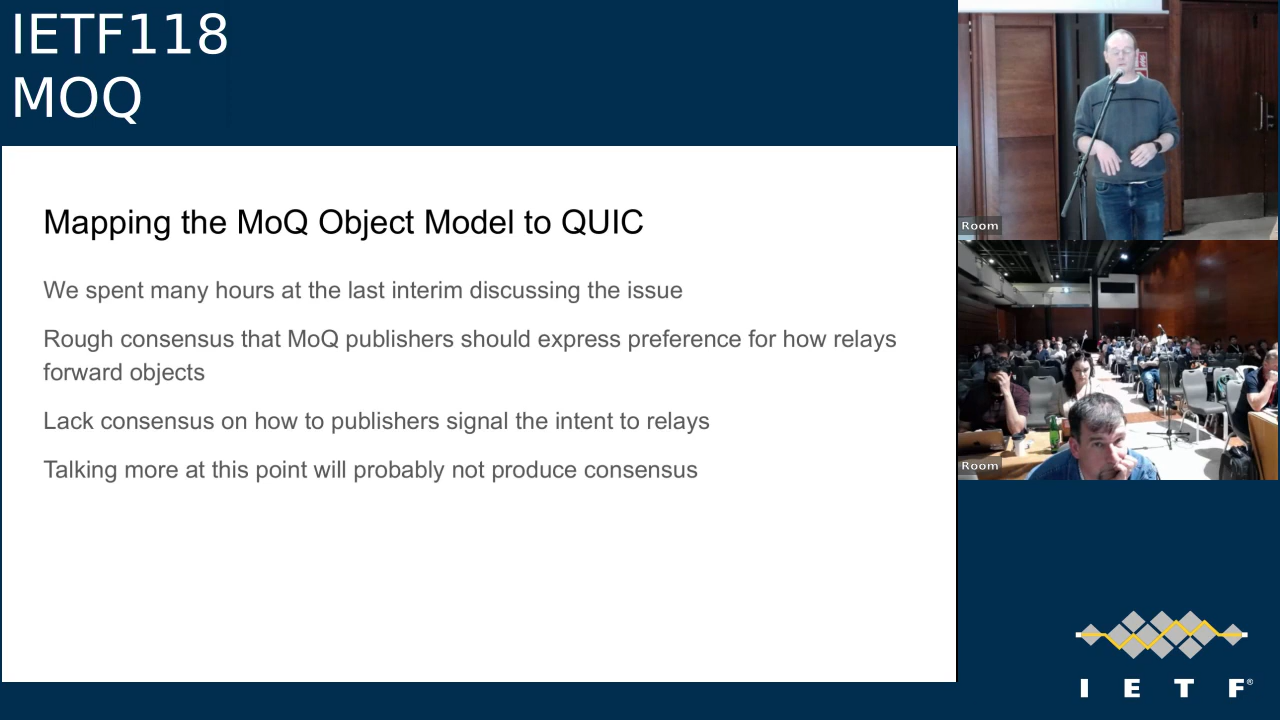 IETF118
MOQ
Mapping the MoQ Object Model to QUIC
We spent many hours at the last interim discussing the issue
Rough consensus that MoQ publishers should express preference for how relays
forward objects
Lack consensus on how to publishers signal the intent to relays
Talking more at this point will probably not produce consensus
Room
Room
I E T F®